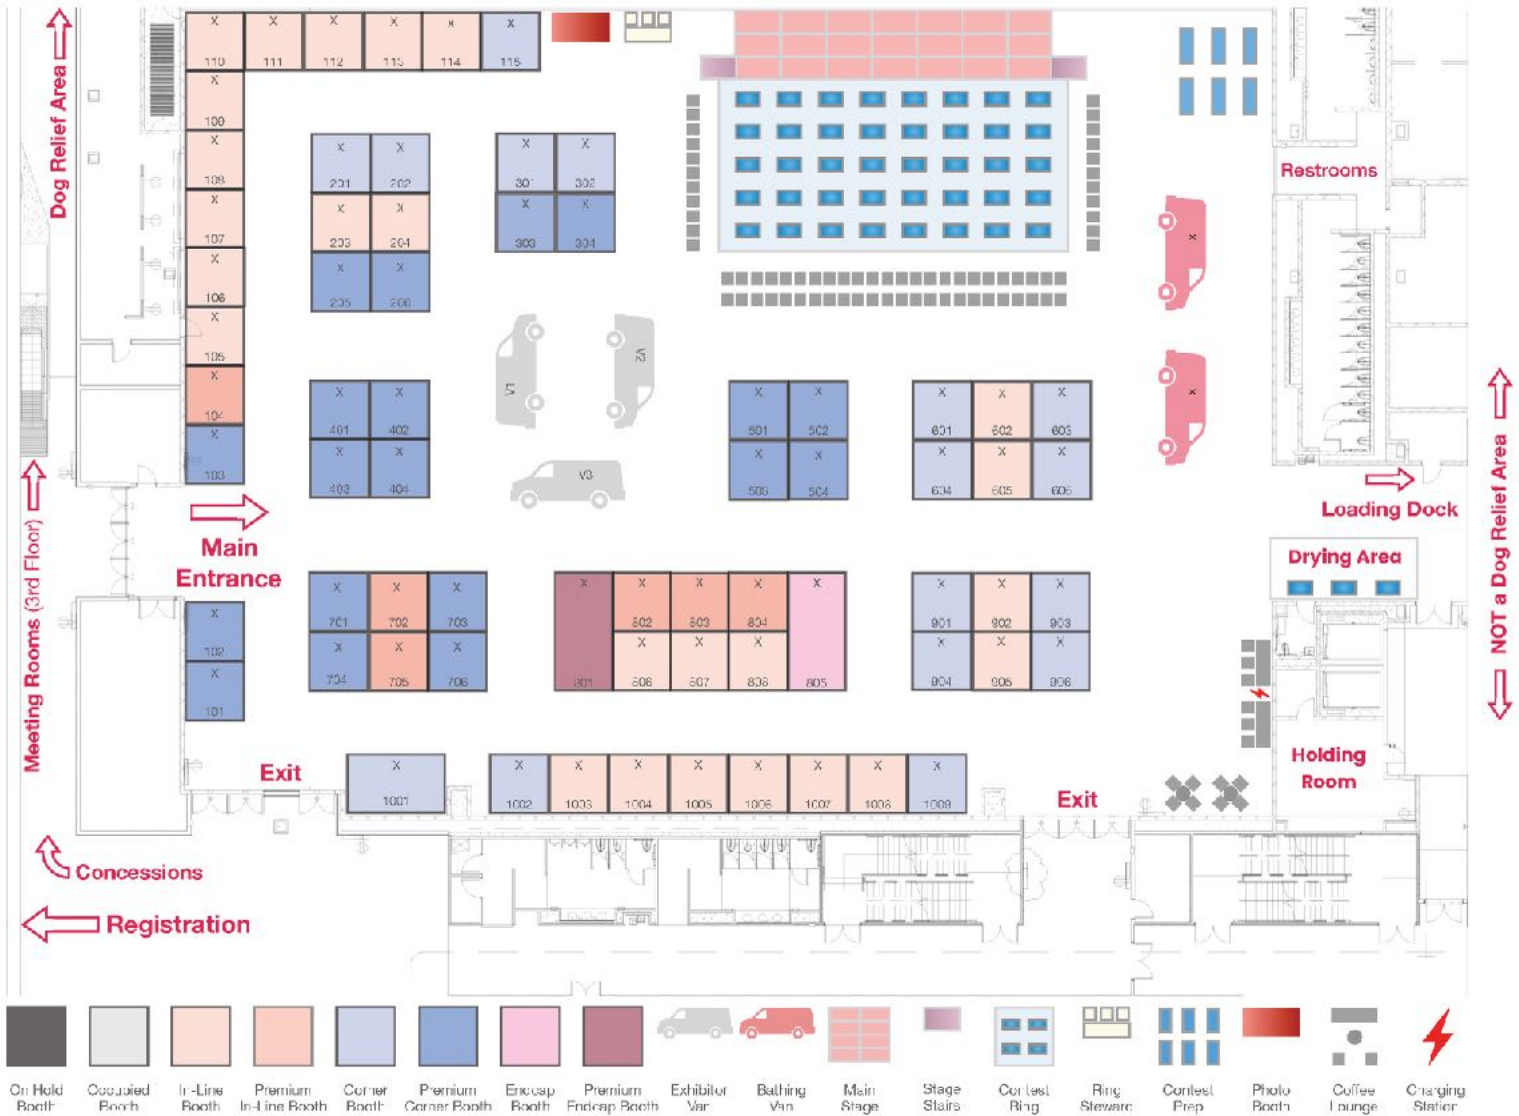 Dog Relief Area
X X X X X X
110 111 112 113 114 115
X
109
X
108
X
107
X
106
X
105
X
104
X
103
X X
201 202
X X
203 204
X X
205 206
X X
301 302
X X
303 304
Restrooms
X
X
V1
V2
V3
X X
401 402
X X
403 404
X X
501 502
X X
503 504
X X X
601 602 603
X X X
604 605 606
Meeting Rooms (3rd Floor)
Main
Entrance
Loading Dock
NOT a Dog Relief Area
Drying Area
X
102
X
101
X X X
701 702 703
X X X
704 705 706
X X X X X
802 803 804
X X X
801 806 807 808 805
X X X
901 902 903
X X X
904 905 906
Holding
Room
Exit
X
1001
X X X X X X X X
1002 1003 1004 1005 1006 1007 1008 1009
Exit
Concessions
Registration
On Hold
Booth
Occupied
Booth
In-Line
Booth
Premium
In-Line Booth
Corner
Booth
Premium
Corner Booth
Endcap
Booth
Premium
Endcap Booth
Exhibitor
Van
Bathing
Van
Main
Stage
Stage
Stairs
Contest
Ring
Ring
Steward
Contest
Prep
Photo
Booth
Coffee
Lounge
Charging
Station